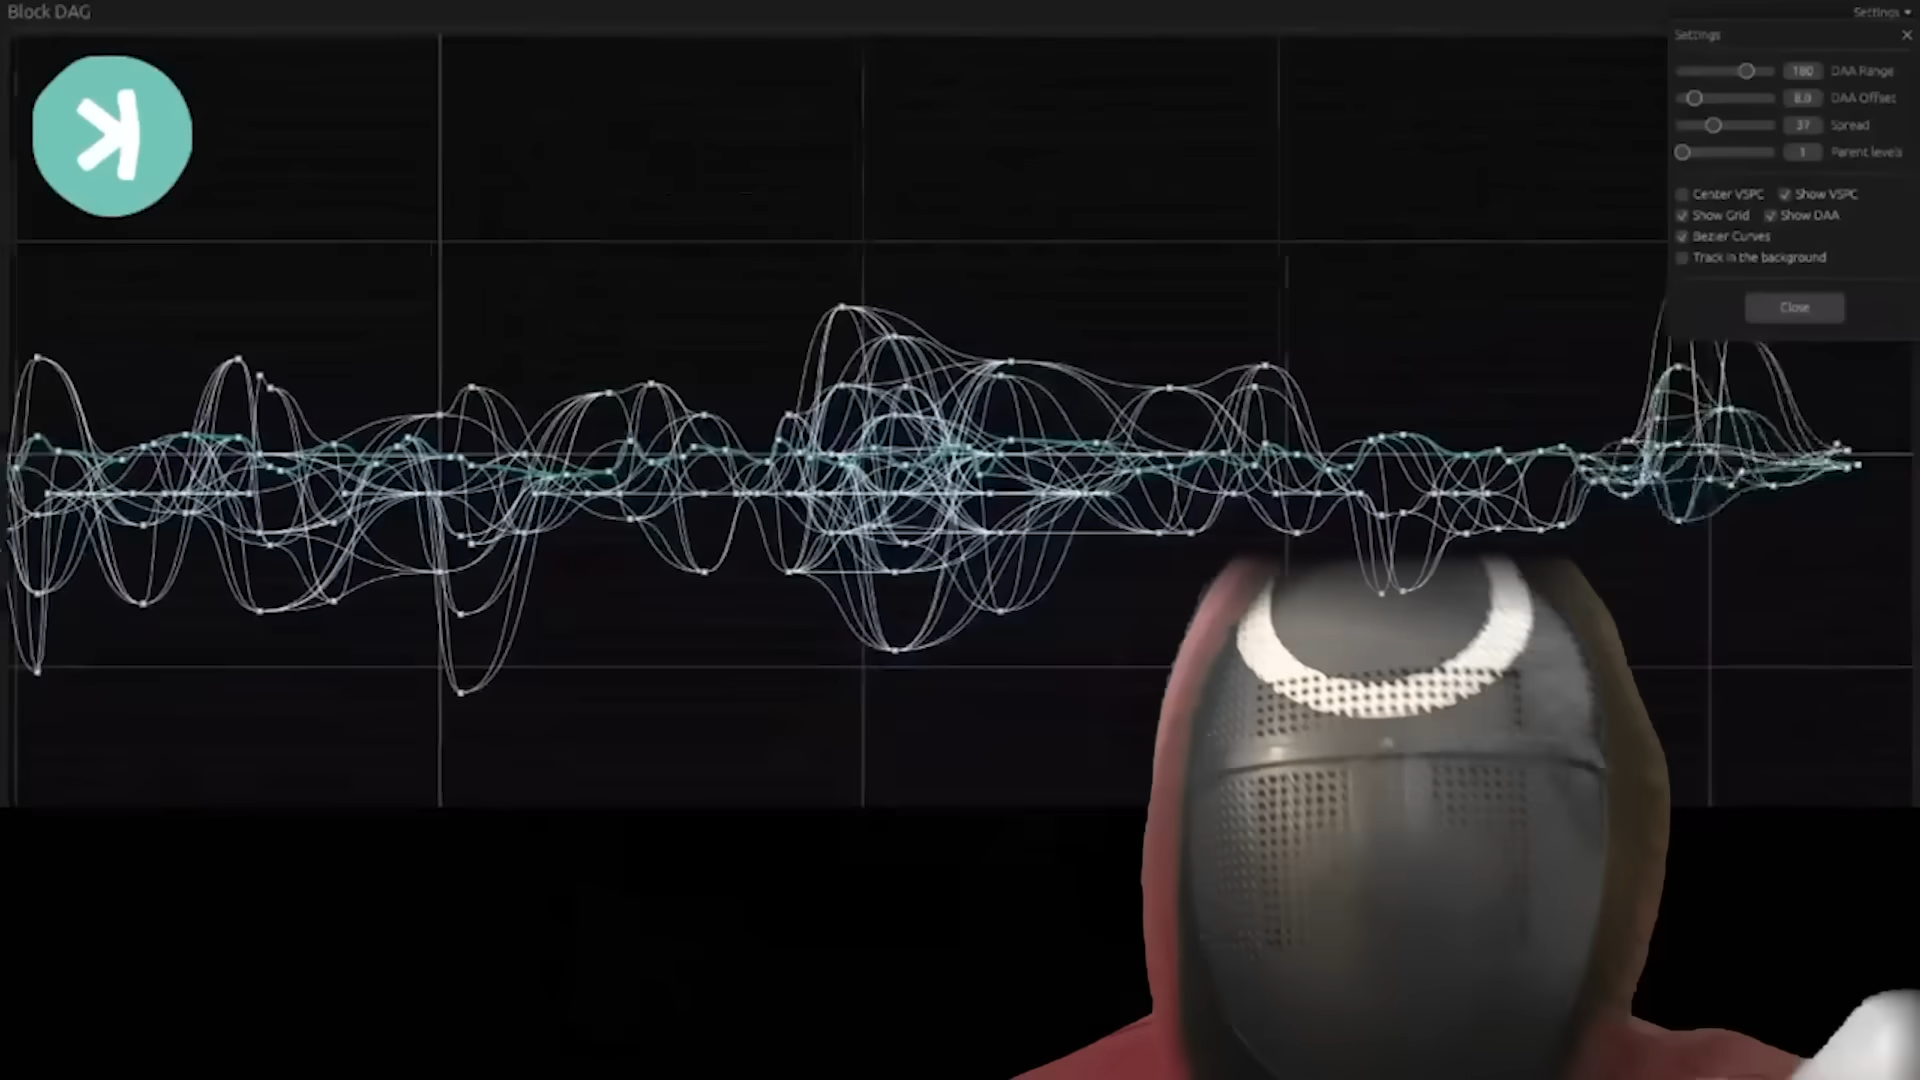 Block DAG
Settings
Settings
180 DAA Range
8.0 DAA Offset
37 Spread
1 Parent levels
Center VSPC Show VSPC
Show Grid Show DAA
Bezier Curves
Track in the background
Close